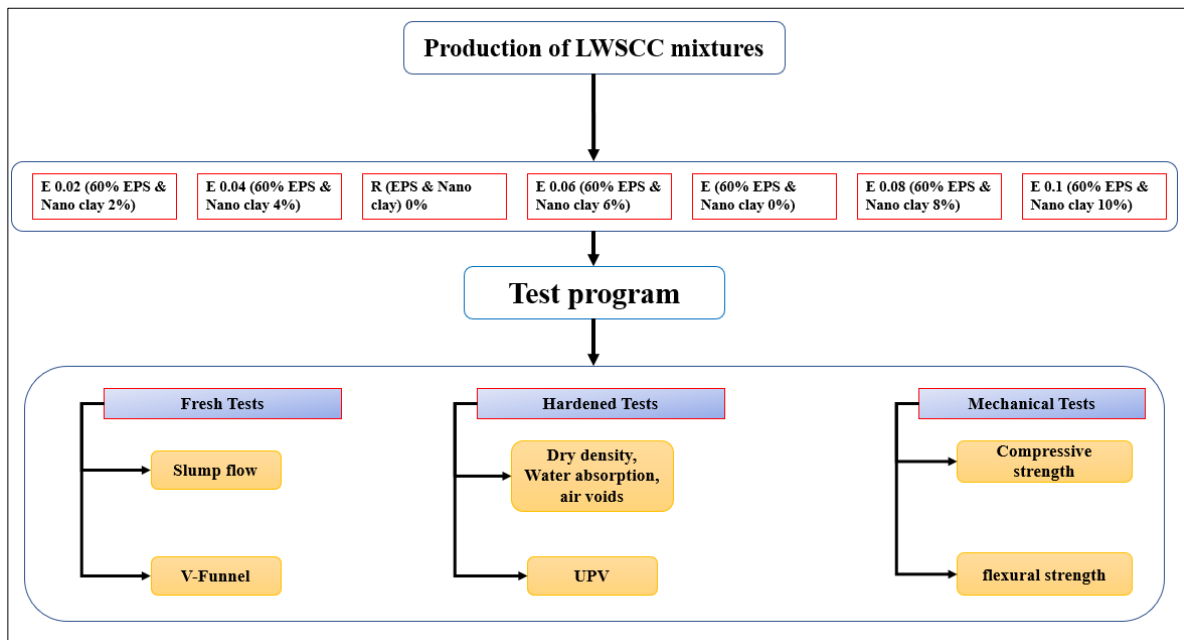 Production of LWSCC mixtures
E 0.02 (60% EPS &
Nano clay 2%)
E 0.04 (60% EPS &
Nano clay 4%)
R (EPS & Nano
clay) 0%
E 0.06 (60% EPS &
Nano clay 6%)
E (60% EPS &
Nano clay 0%)
E 0.08 (60% EPS &
Nano clay 8%)
E 0.1 (60% EPS &
Nano clay 10%)
Test program
Fresh Tests
Slump flow
V-Funnel
Hardened Tests
Dry density,
Water absorption,
air voids
UPV
Mechanical Tests
Compressive
strength
flexural strength